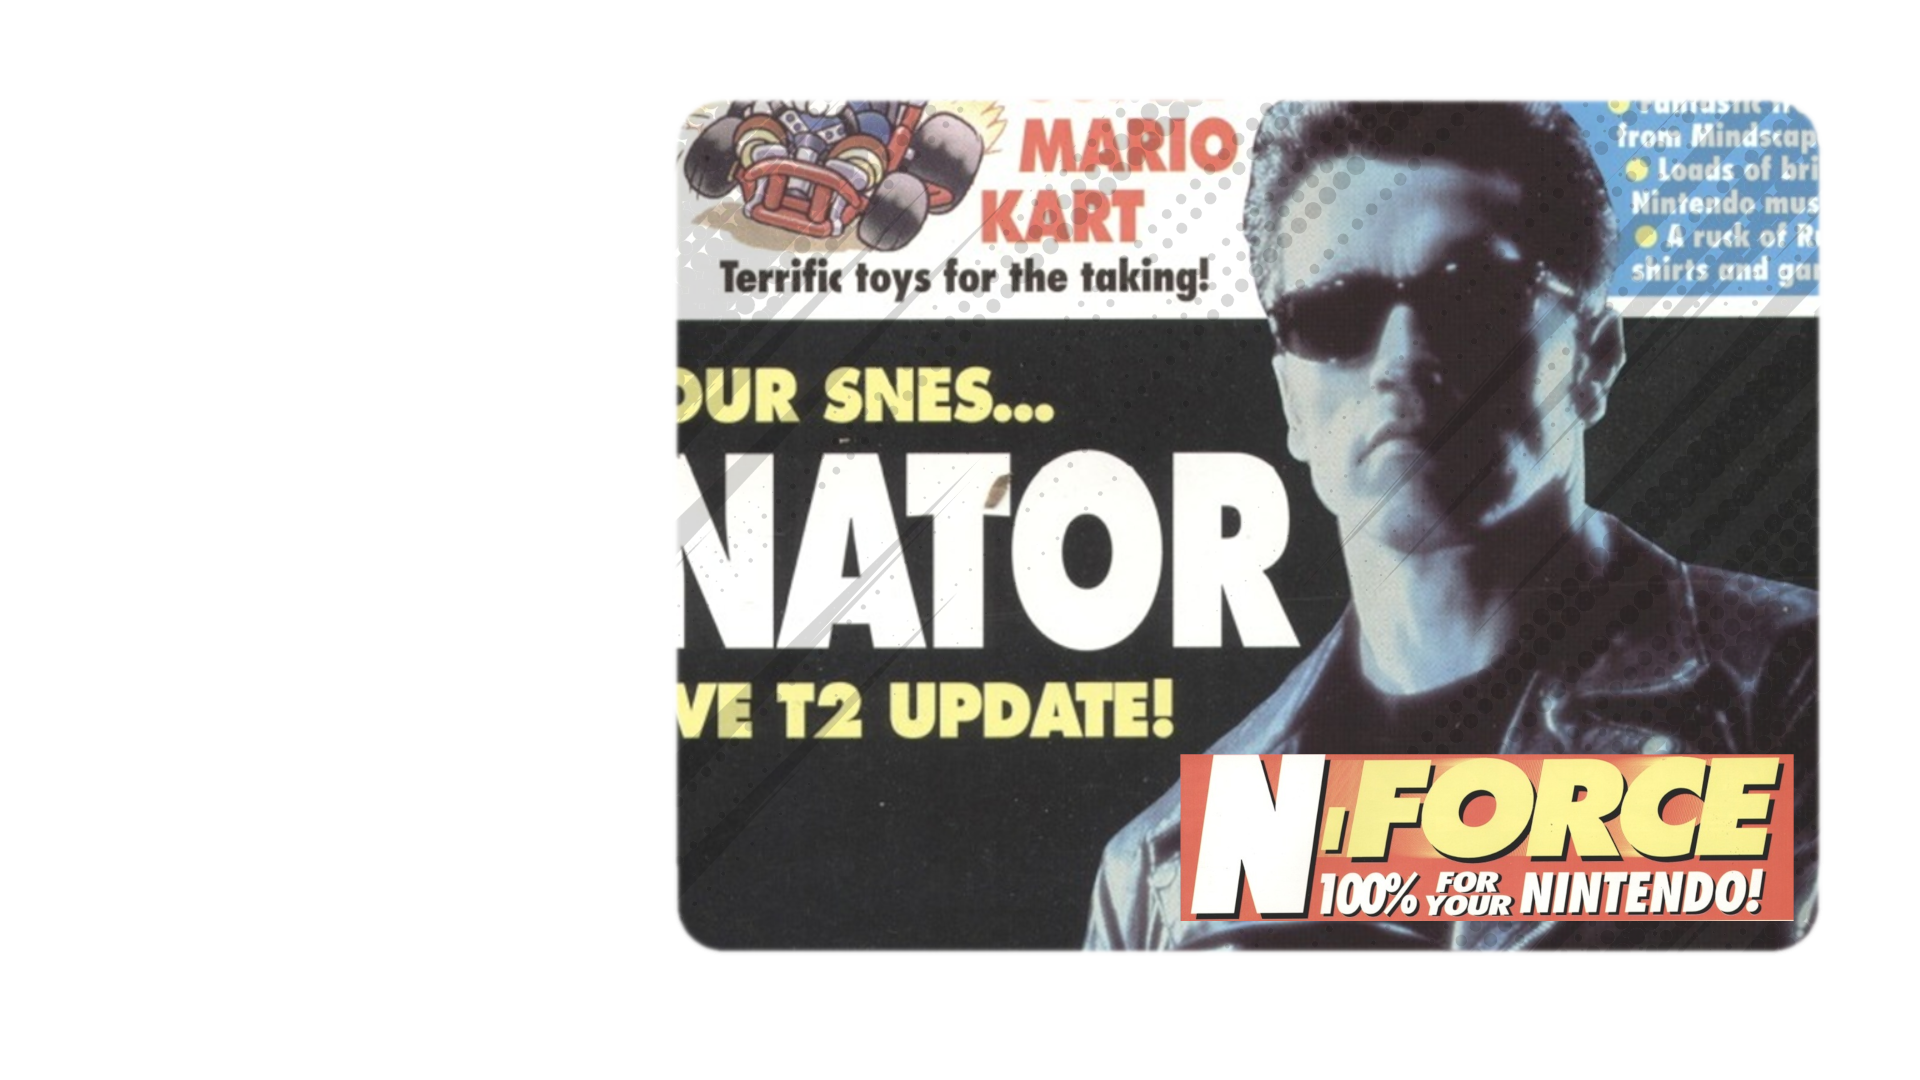 MARIO
KART
Terrific toys for the taking!
from Mindscap
Loads of bri
Nintendo mus
A ruck of
shirts and
OUR SNES...
NATOR
VE T2 UPDATE!
N-FORCE
100% FOR YOUR NINTENDO!